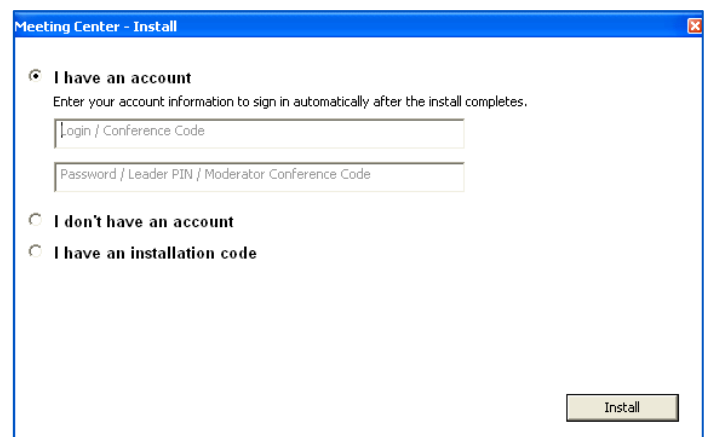 Meeting Center - Install
I have an account
Enter your account information to sign in automatically after the install completes.
Login / Conference Code
Password / Leader PIN / Moderator Conference Code
I don't have an account
I have an installation code
Install